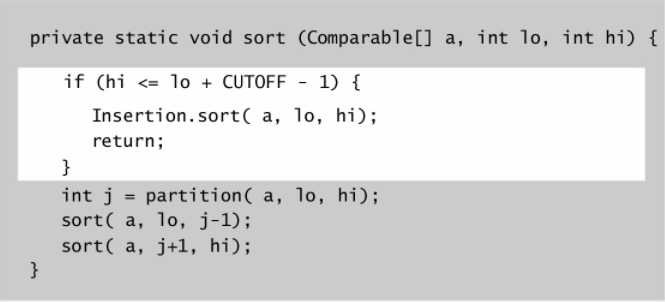 private static void sort (Comparable[] a, int lo, int hi) {
if (hi <= lo + CUTOFF - 1) {
Insertion.sort( a, lo, hi);
return;
}
int j = partition( a, lo, hi);
sort( a, lo, j-1);
sort( a, j+1, hi);
}